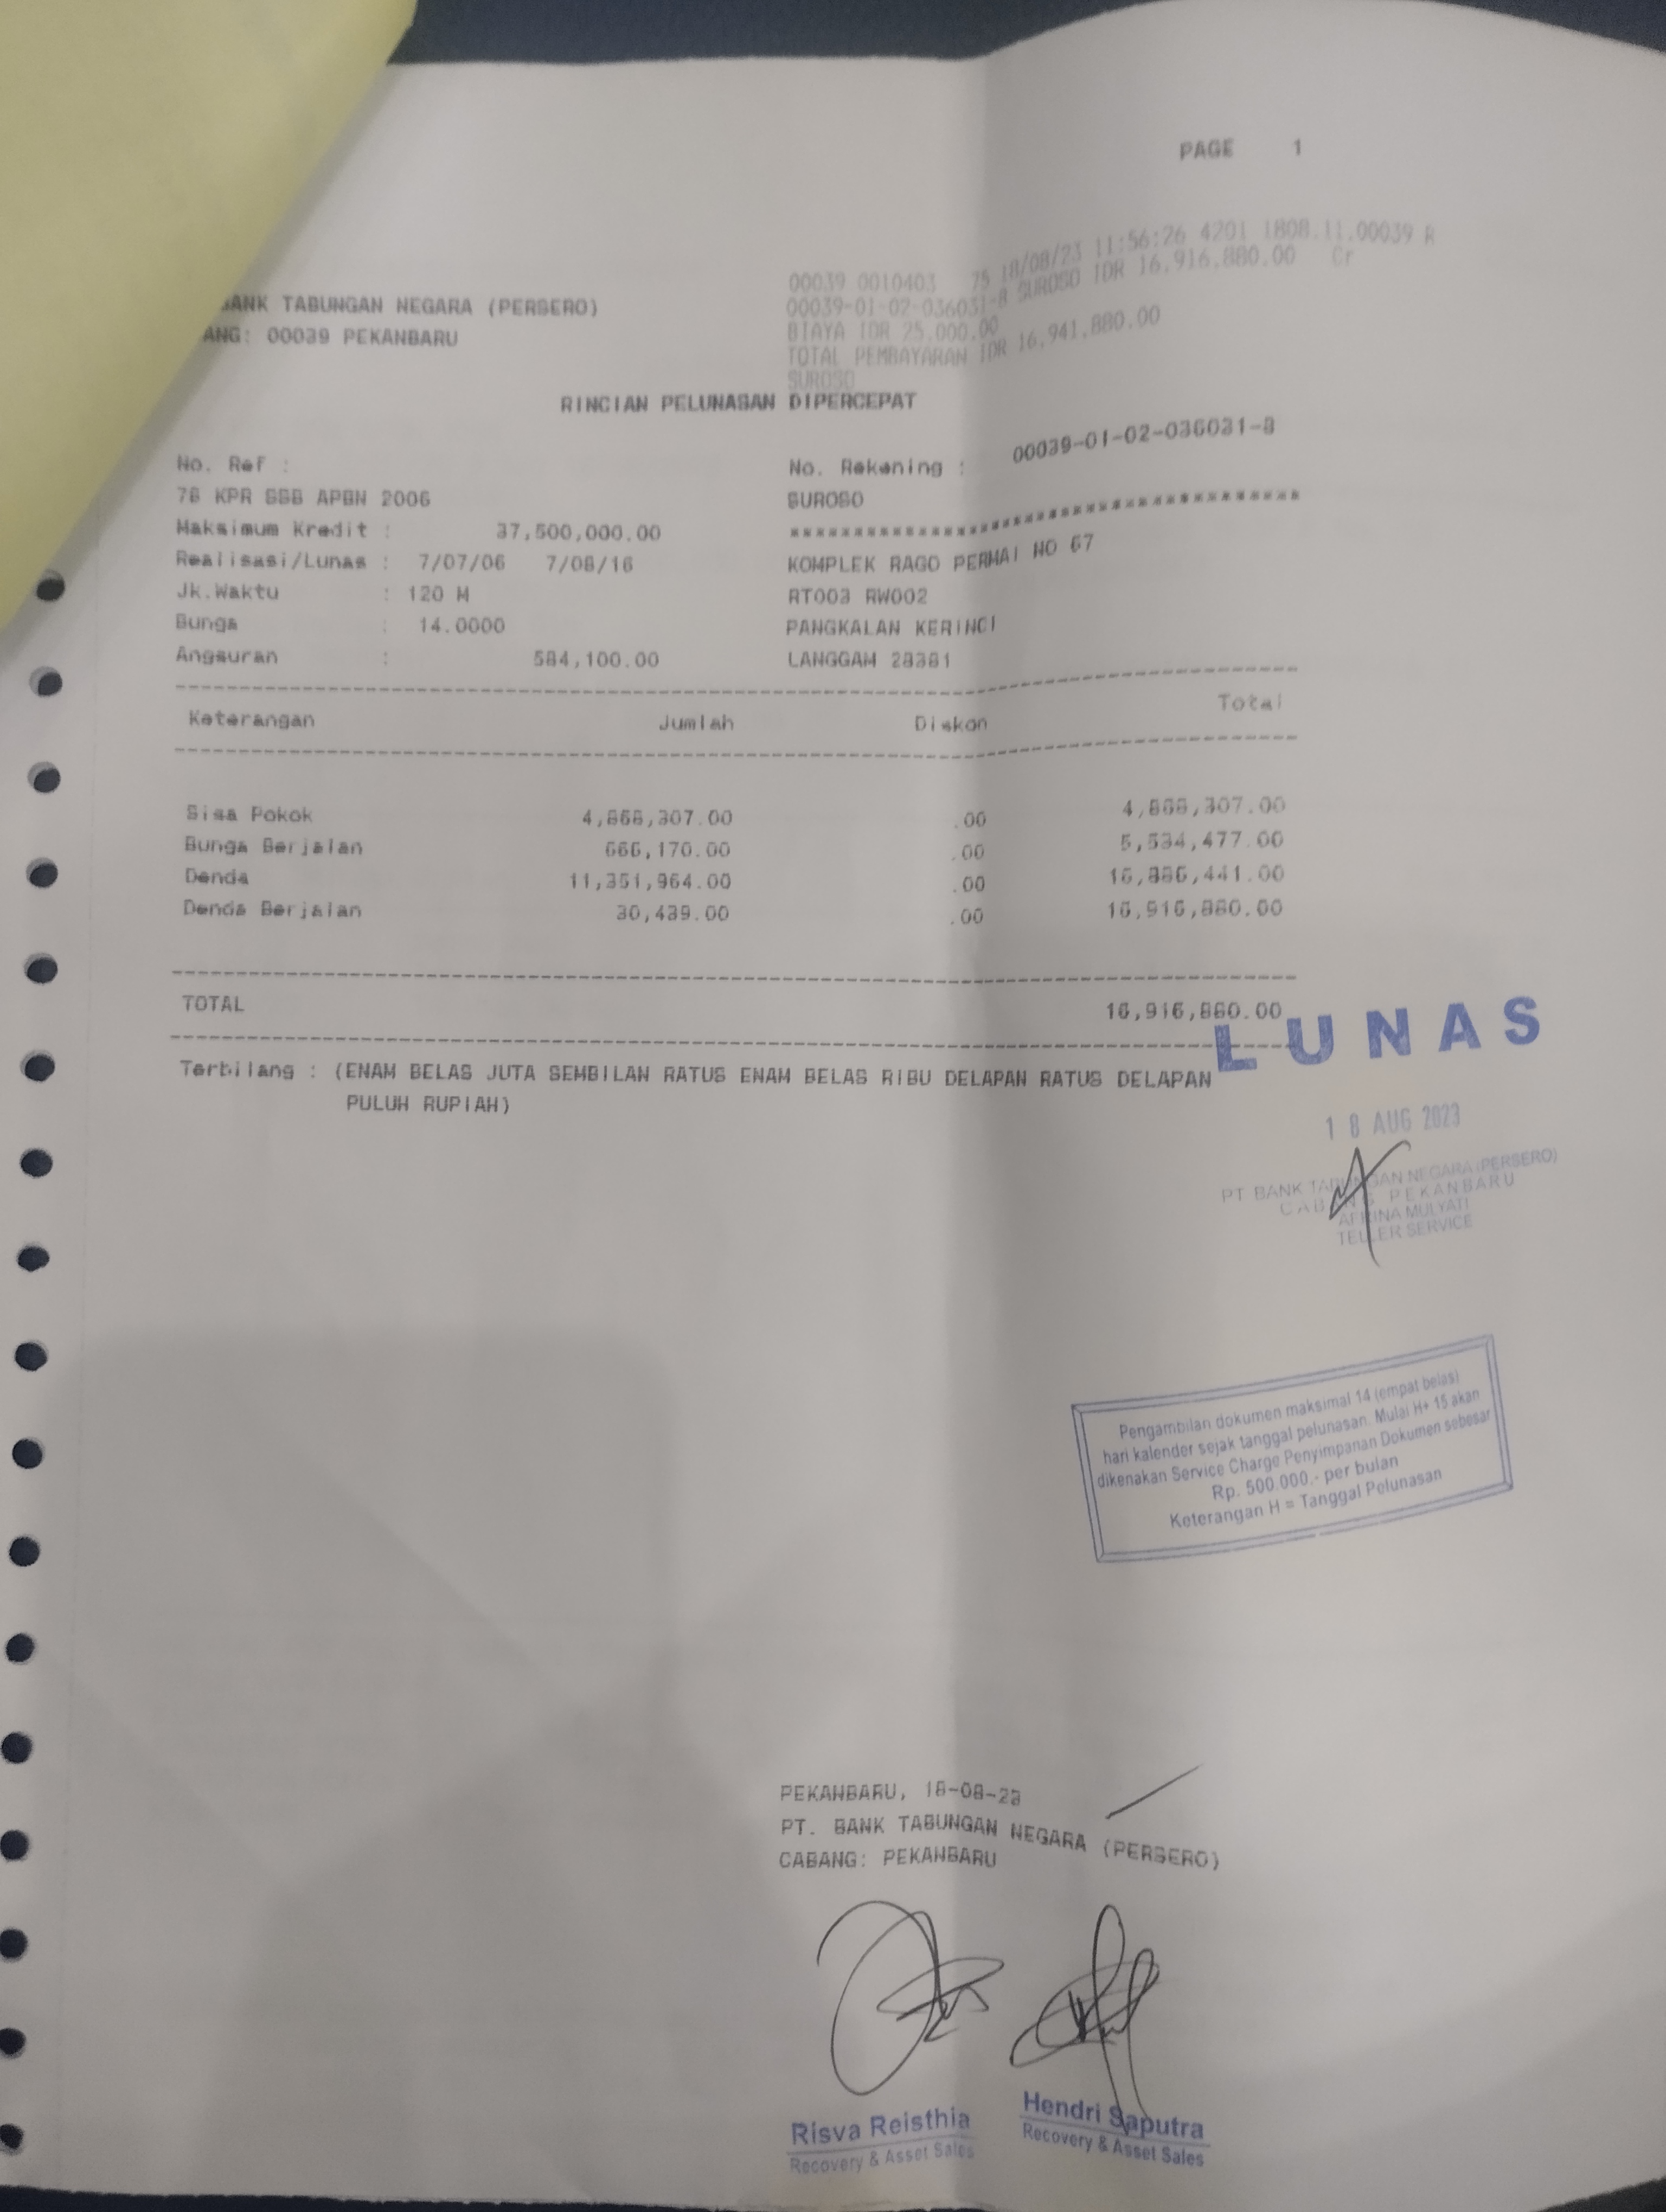 PAGE 1
00039 0010403 75 18/08/23 11:56:26 4201 1808.11.00039 R
00039-01-02-036031-8 SUROSO IDR 16,916,880.00 Cr
BIAYA IDR 25.000.00
TOTAL PEMBAYARAN IDR 16,941,880.00
SUROSO
BANK TABUNGAN NEGARA (PERSERO)
ANG: 00039 PEKANBARU
RINCIAN PELUNASAN DIPERCEPAT
No. Ref : No. Rekening : 00039-01-02-036031-8
78 KPR SSB APBN 2006 SUROSO
Maksimum Kredit : 37,500,000.00 ****************************************
Realisasi/Lunas : 7/07/06 7/08/16 KOMPLEK RAGO PERMAI NO 67
Jk.Waktu : 120 M RT003 RW002
Bunga : 14.0000 PANGKALAN KERINCI
Angsuran : 584,100.00 LANGGAM 28381
Keterangan Jumlah Diskon Total
Sisa Pokok 4,868,307.00 .00 4,868,307.00
Bunga Berjalan 666,170.00 .00 5,534,477.00
Denda 11,351,964.00 .00 16,886,441.00
Denda Berjalan 30,439.00 .00 16,916,880.00
TOTAL 16,916,880.00
LUNAS
Terbilang : (ENAM BELAS JUTA SEMBILAN RATUS ENAM BELAS RIBU DELAPAN RATUS DELAPAN
PULUH RUPIAH)
18 AUG 2023
PT BANK TABUNGAN NEGARA (PERSERO)
CABANG PEKANBARU
AFRINA MULYATI
TELLER SERVICE
Pengambilan dokumen maksimal 14 (empat belas)
hari kalender sejak tanggal pelunasan. Mulai H+ 15 akan
dikenakan Service Charge Penyimpanan Dokumen sebesar
Rp. 500.000,- per bulan
Keterangan H = Tanggal Pelunasan
PEKANBARU, 18-08-23
PT. BANK TABUNGAN NEGARA (PERSERO)
CABANG: PEKANBARU
Risva Reisthia Hendri Saputra
Recovery & Asset Sales Recovery & Asset Sales